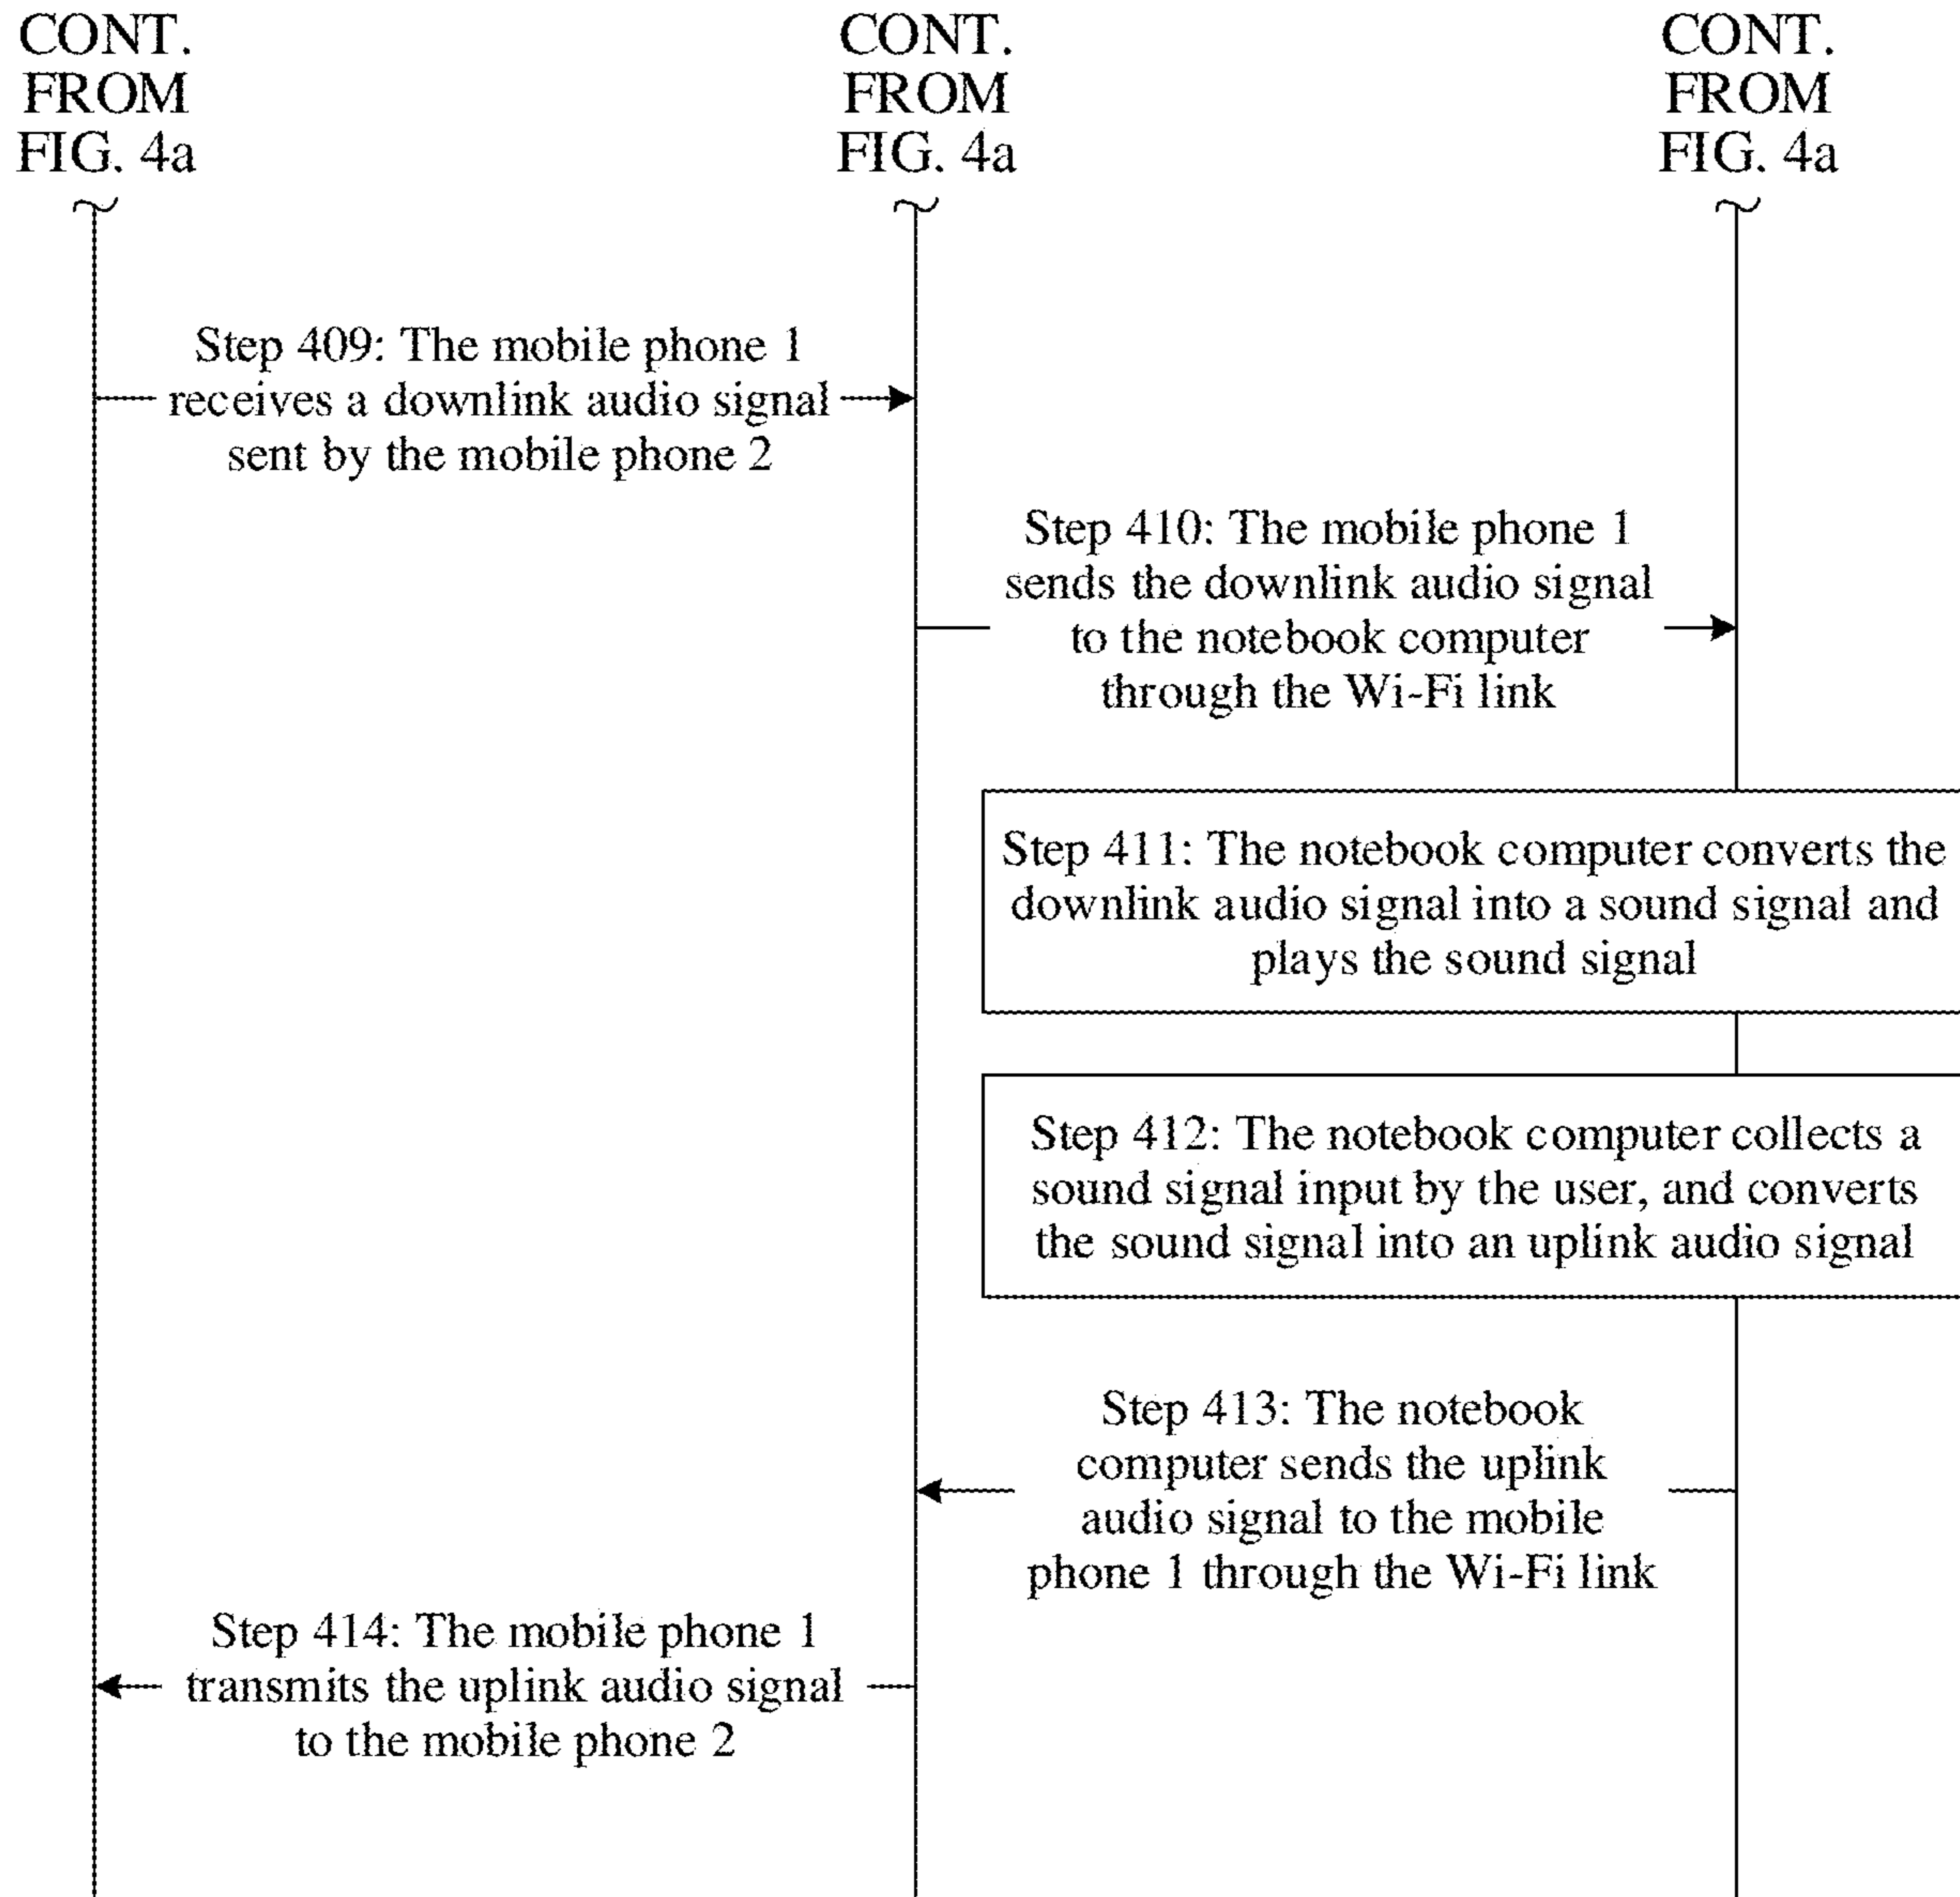 CONT.
FROM
FIG. 4a
CONT.
FROM
FIG. 4a
CONT.
FROM
FIG. 4a
Step 409: The mobile phone 1
receives a downlink audio signal
sent by the mobile phone 2
Step 410: The mobile phone 1
sends the downlink audio signal
to the notebook computer
through the Wi-Fi link
Step 411: The notebook computer converts the
downlink audio signal into a sound signal and
plays the sound signal
Step 412: The notebook computer collects a
sound signal input by the user, and converts
the sound signal into an uplink audio signal
Step 413: The notebook
computer sends the uplink
audio signal to the mobile
phone 1 through the Wi-Fi link
Step 414: The mobile phone 1
transmits the uplink audio signal
to the mobile phone 2